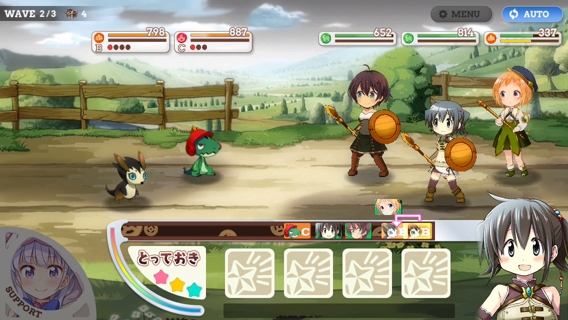 WAVE 2/3 4
MENU
AUTO
798
887
652
814
337
B
C
C
B
とっておき
SUPPORT